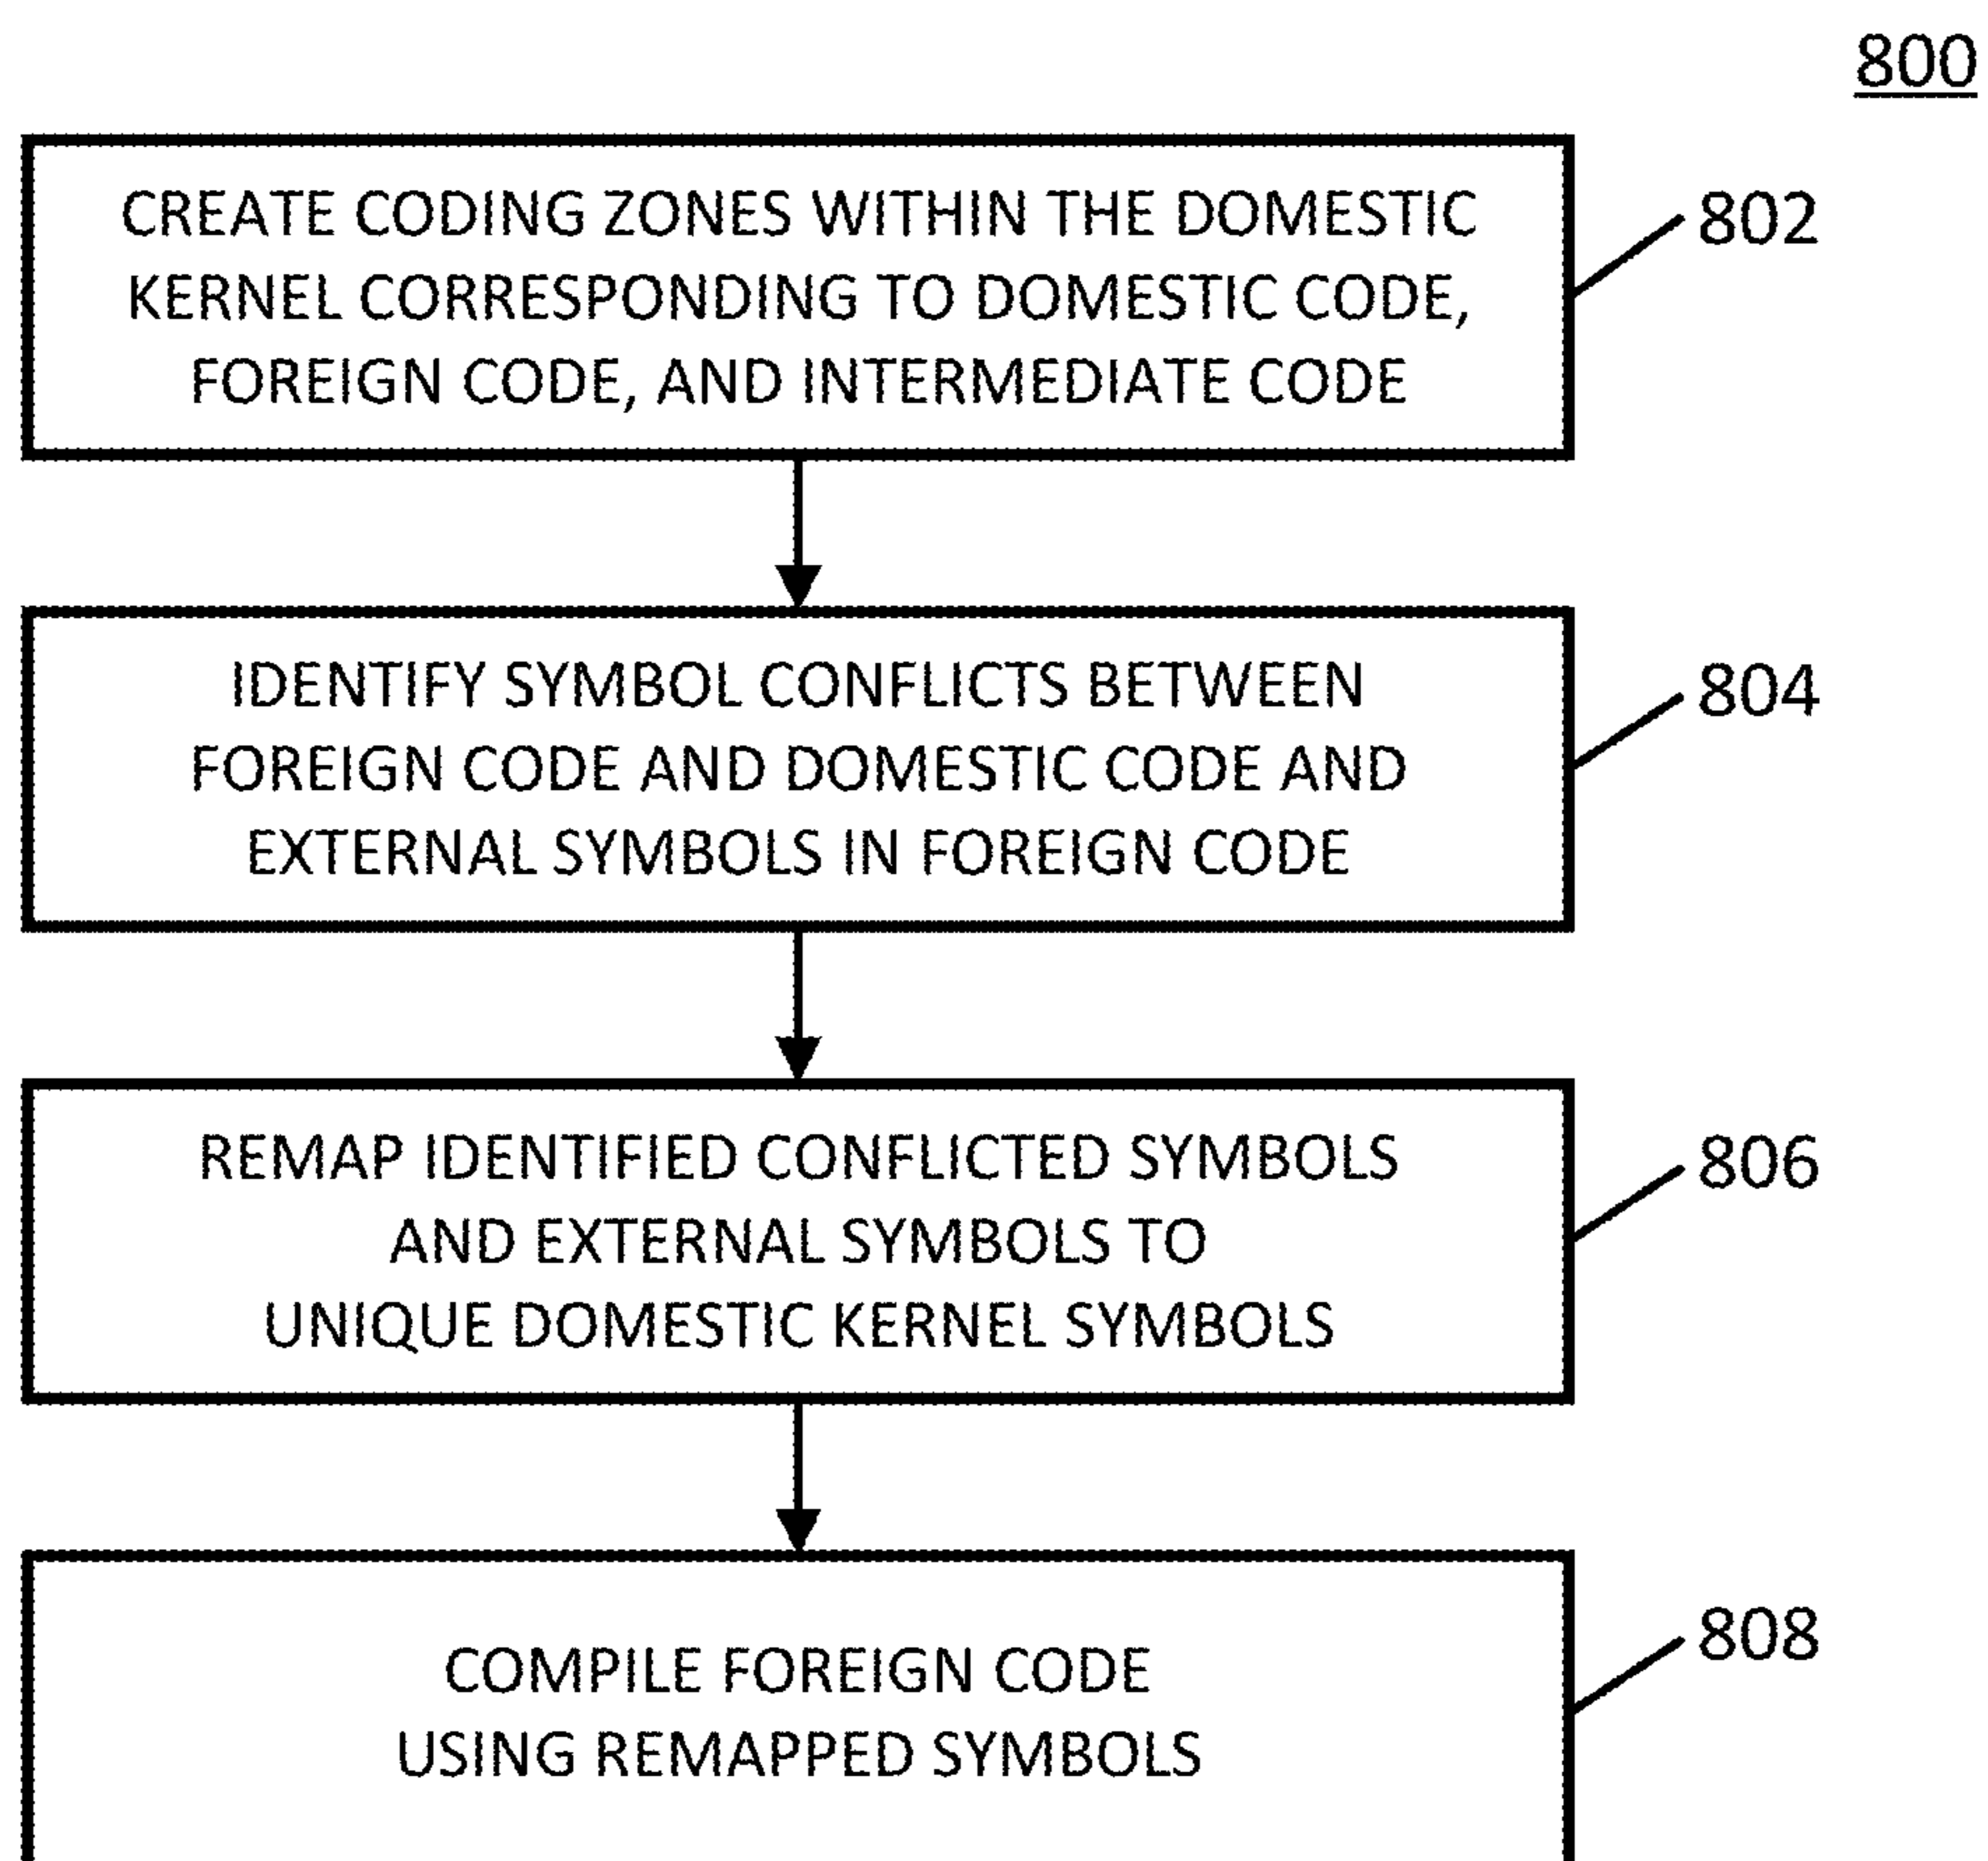 800
CREATE CODING ZONES WITHIN THE DOMESTIC
KERNEL CORRESPONDING TO DOMESTIC CODE,
FOREIGN CODE, AND INTERMEDIATE CODE
802
IDENTIFY SYMBOL CONFLICTS BETWEEN
FOREIGN CODE AND DOMESTIC CODE AND
EXTERNAL SYMBOLS IN FOREIGN CODE
804
REMAP IDENTIFIED CONFLICTED SYMBOLS
AND EXTERNAL SYMBOLS TO
UNIQUE DOMESTIC KERNEL SYMBOLS
806
COMPILE FOREIGN CODE
USING REMAPPED SYMBOLS
808